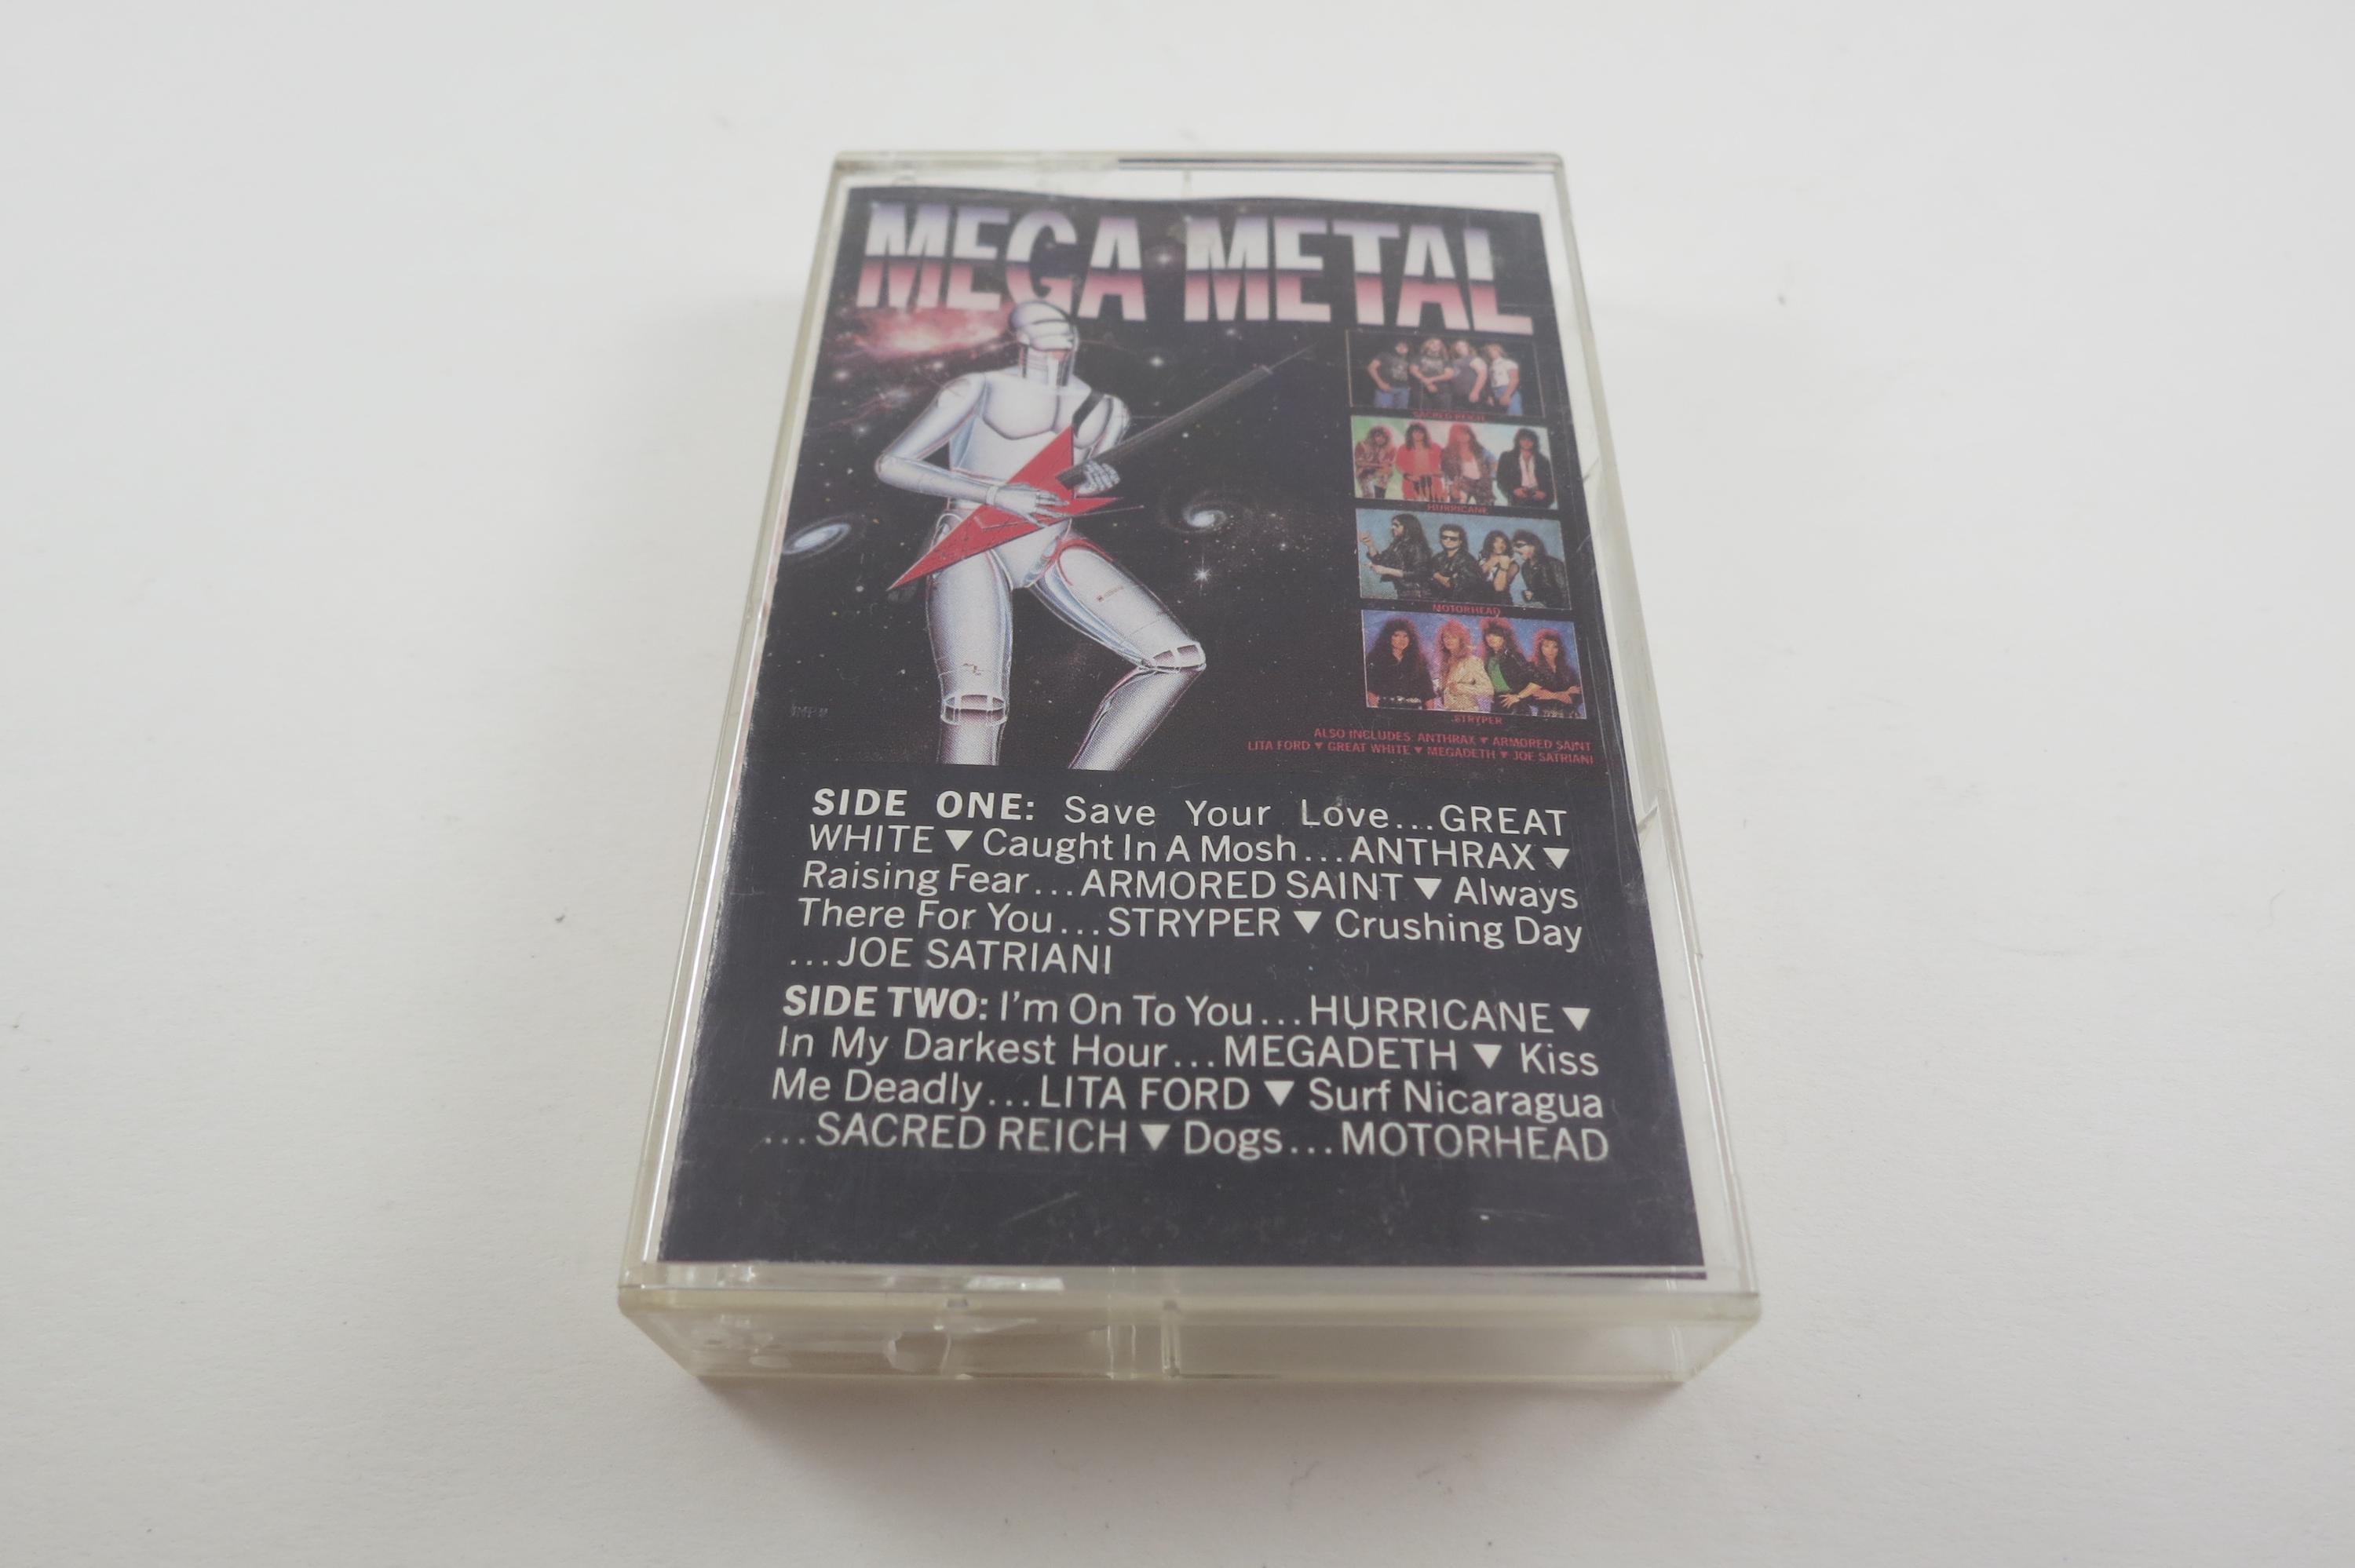 MEGA METAL
SACRED REICH
HURRICANE
MOTORHEAD
STRYPER
ALSO INCLUDES: ANTHRAX ▼ ARMORED SAINT
LITA FORD ▼ GREAT WHITE ▼ MEGADETH ▼ JOE SATRIANI
SIDE ONE: Save Your Love...GREAT
WHITE ▼ Caught In A Mosh...ANTHRAX ▼
Raising Fear...ARMORED SAINT ▼ Always
There For You...STRYPER ▼ Crushing Day
...JOE SATRIANI
SIDE TWO: I'm On To You...HURRICANE ▼
In My Darkest Hour...MEGADETH ▼ Kiss
Me Deadly...LITA FORD ▼ Surf Nicaragua
...SACRED REICH ▼ Dogs...MOTORHEAD